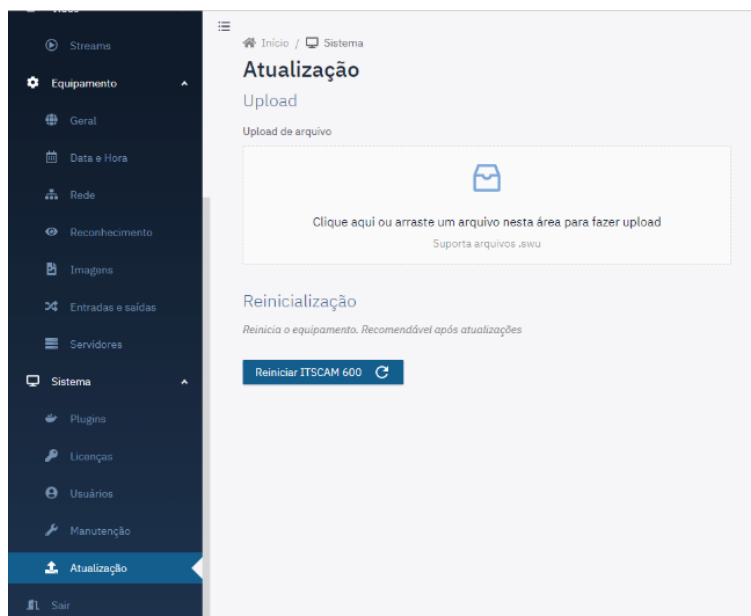 Vídeo
Streams
Equipamento
Geral
Data e Hora
Rede
Reconhecimento
Imagens
Entradas e saídas
Servidores
Sistema
Plugins
Licenças
Usuários
Manutenção
Atualização
Sair
Início / Sistema
Atualização
Upload
Upload de arquivo
Clique aqui ou arraste um arquivo nesta área para fazer upload
Suporta arquivos .swu
Reinicialização
Reinicia o equipamento. Recomendável após atualizações
Reiniciar ITSCAM 600